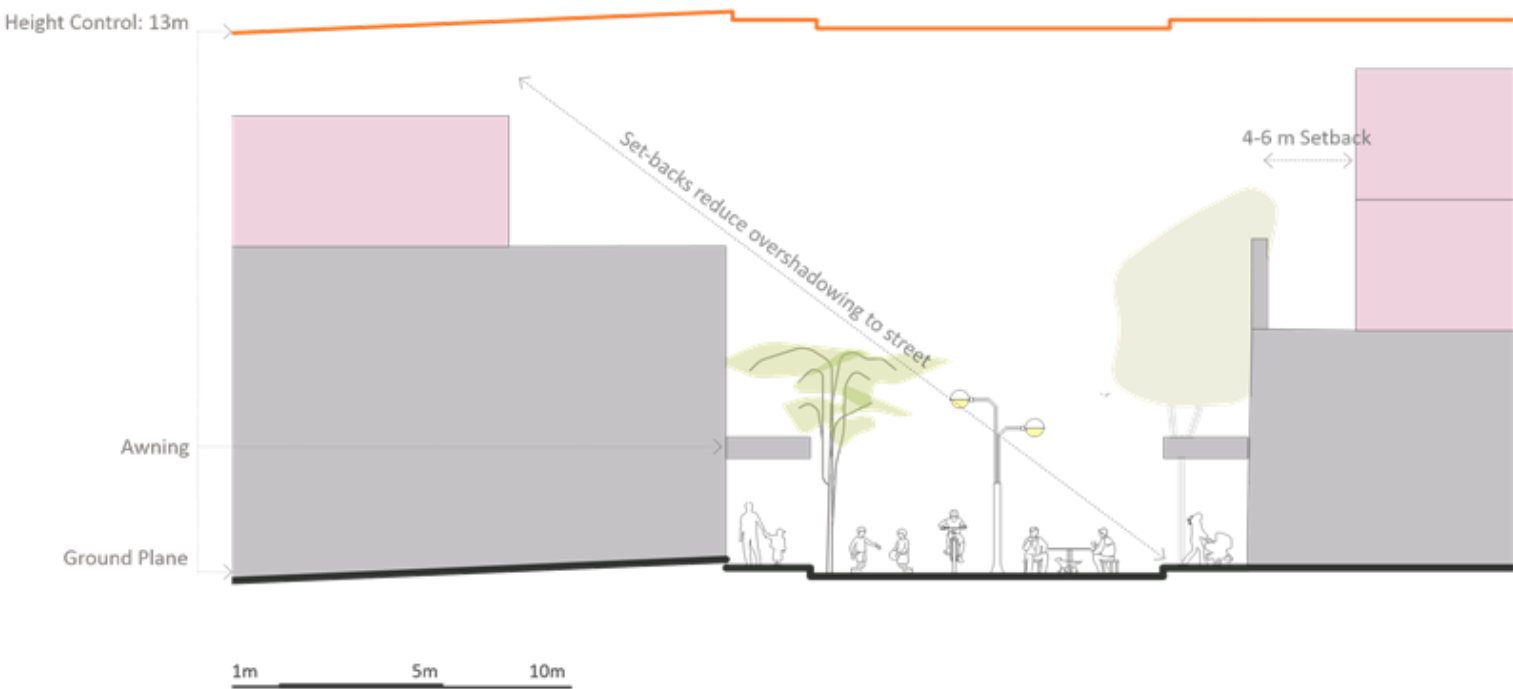 Height Control: 13m
Set-backs reduce overshadowing to street
4-6 m Setback
Awning
Ground Plane
1m 5m 10m